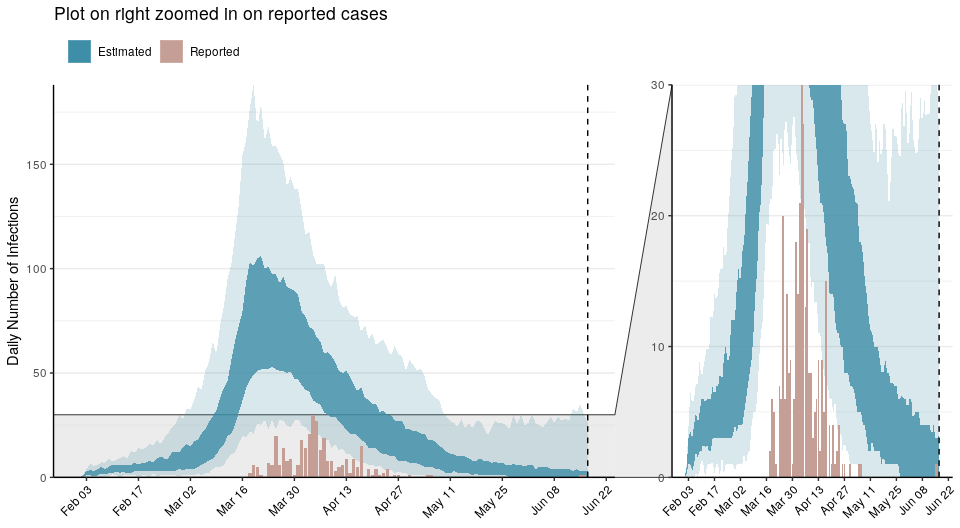 Plot on right zoomed in on reported cases
Estimated Reported
Daily Number of Infections
150
100
50
0
Feb 03 Feb 17 Mar 02 Mar 16 Mar 30 Apr 13 Apr 27 May 11 May 25 Jun 08 Jun 22
30
20
10
0
Feb 03 Feb 17 Mar 02 Mar 16 Mar 30 Apr 13 Apr 27 May 11 May 25 Jun 08 Jun 22